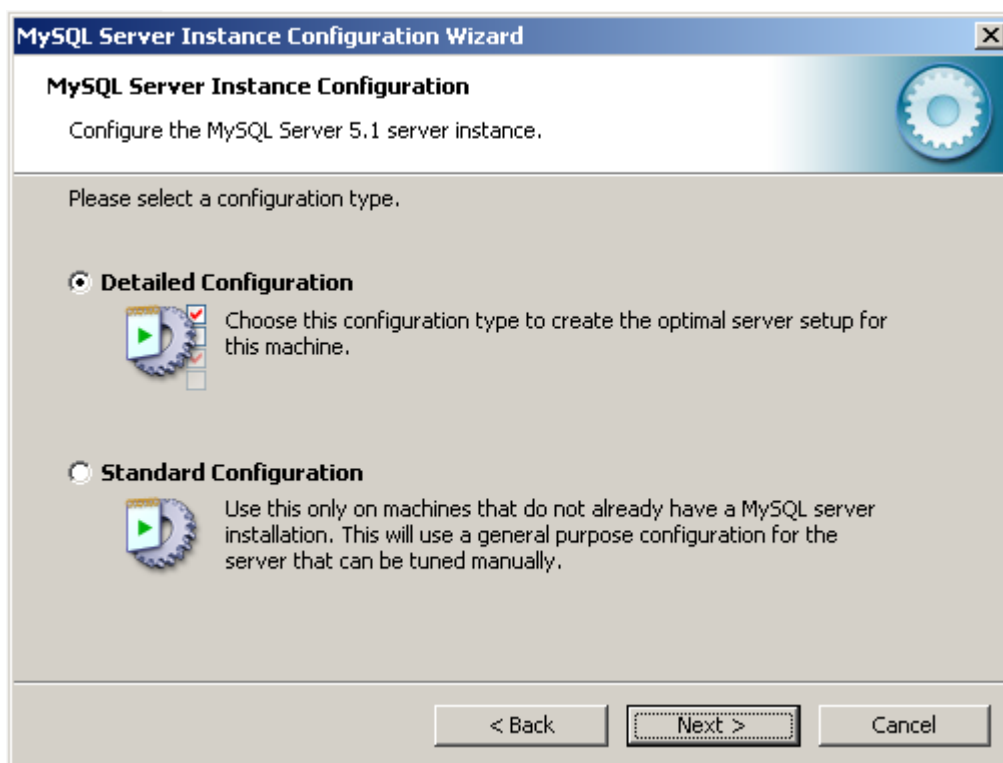 MySQL Server Instance Configuration Wizard
MySQL Server Instance Configuration
Configure the MySQL Server 5.1 server instance.
Please select a configuration type.
Detailed Configuration
Choose this configuration type to create the optimal server setup for
this machine.
Standard Configuration
Use this only on machines that do not already have a MySQL server
installation. This will use a general purpose configuration for the
server that can be tuned manually.
< Back
Next >
Cancel